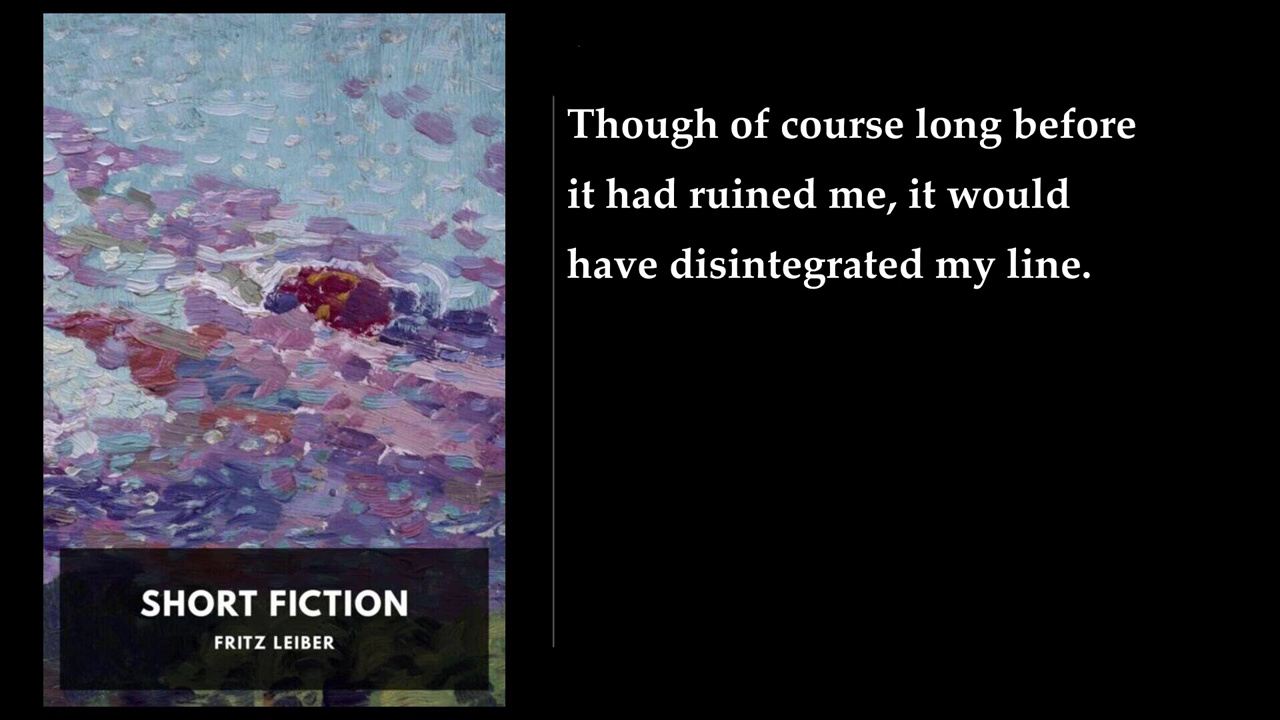 Though of course long before
it had ruined me, it would
have disintegrated my line.
SHORT FICTION
FRITZ LEIBER